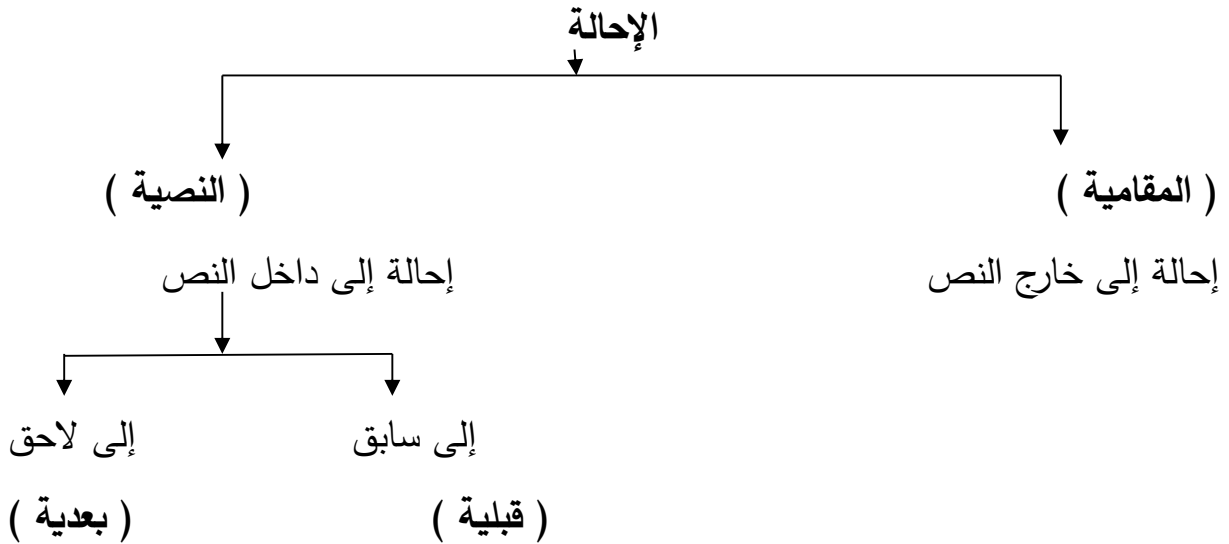 الإحالة
( المقامية ) ( النصية )
إحالة إلى خارج النص إحالة إلى داخل النص
إلى سابق إلى لاحق
( قبلية ) ( بعدية )